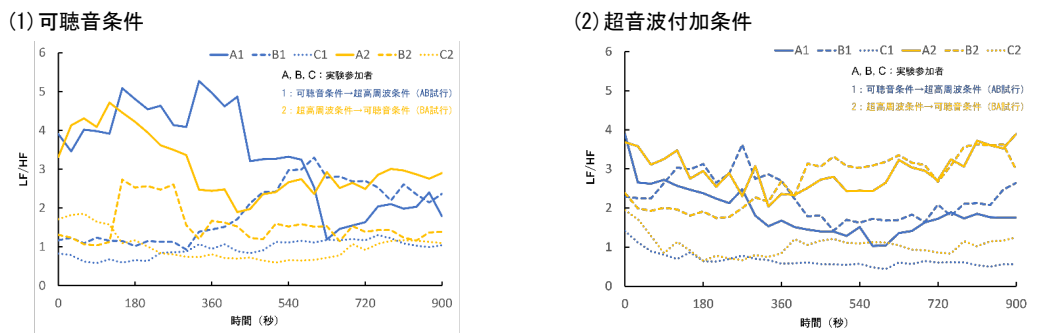 (1)可聴音条件
6
5
4
3
2
1
0
LF/HF
A1 B1 C1 A2 B2 C2
A, B, C：実験参加者
1：可聴音条件→超高周波条件（AB試行）
2：超高周波条件→可聴音条件（BA試行）
0 180 360 540 720 900
時間（秒）
(2)超音波付加条件
6
5
4
3
2
1
0
LF/HF
A1 B1 C1 A2 B2 C2
A, B, C：実験参加者
1：可聴音条件→超高周波条件（AB試行）
2：超高周波条件→可聴音条件（BA試行）
0 180 360 540 720 900
時間（秒）